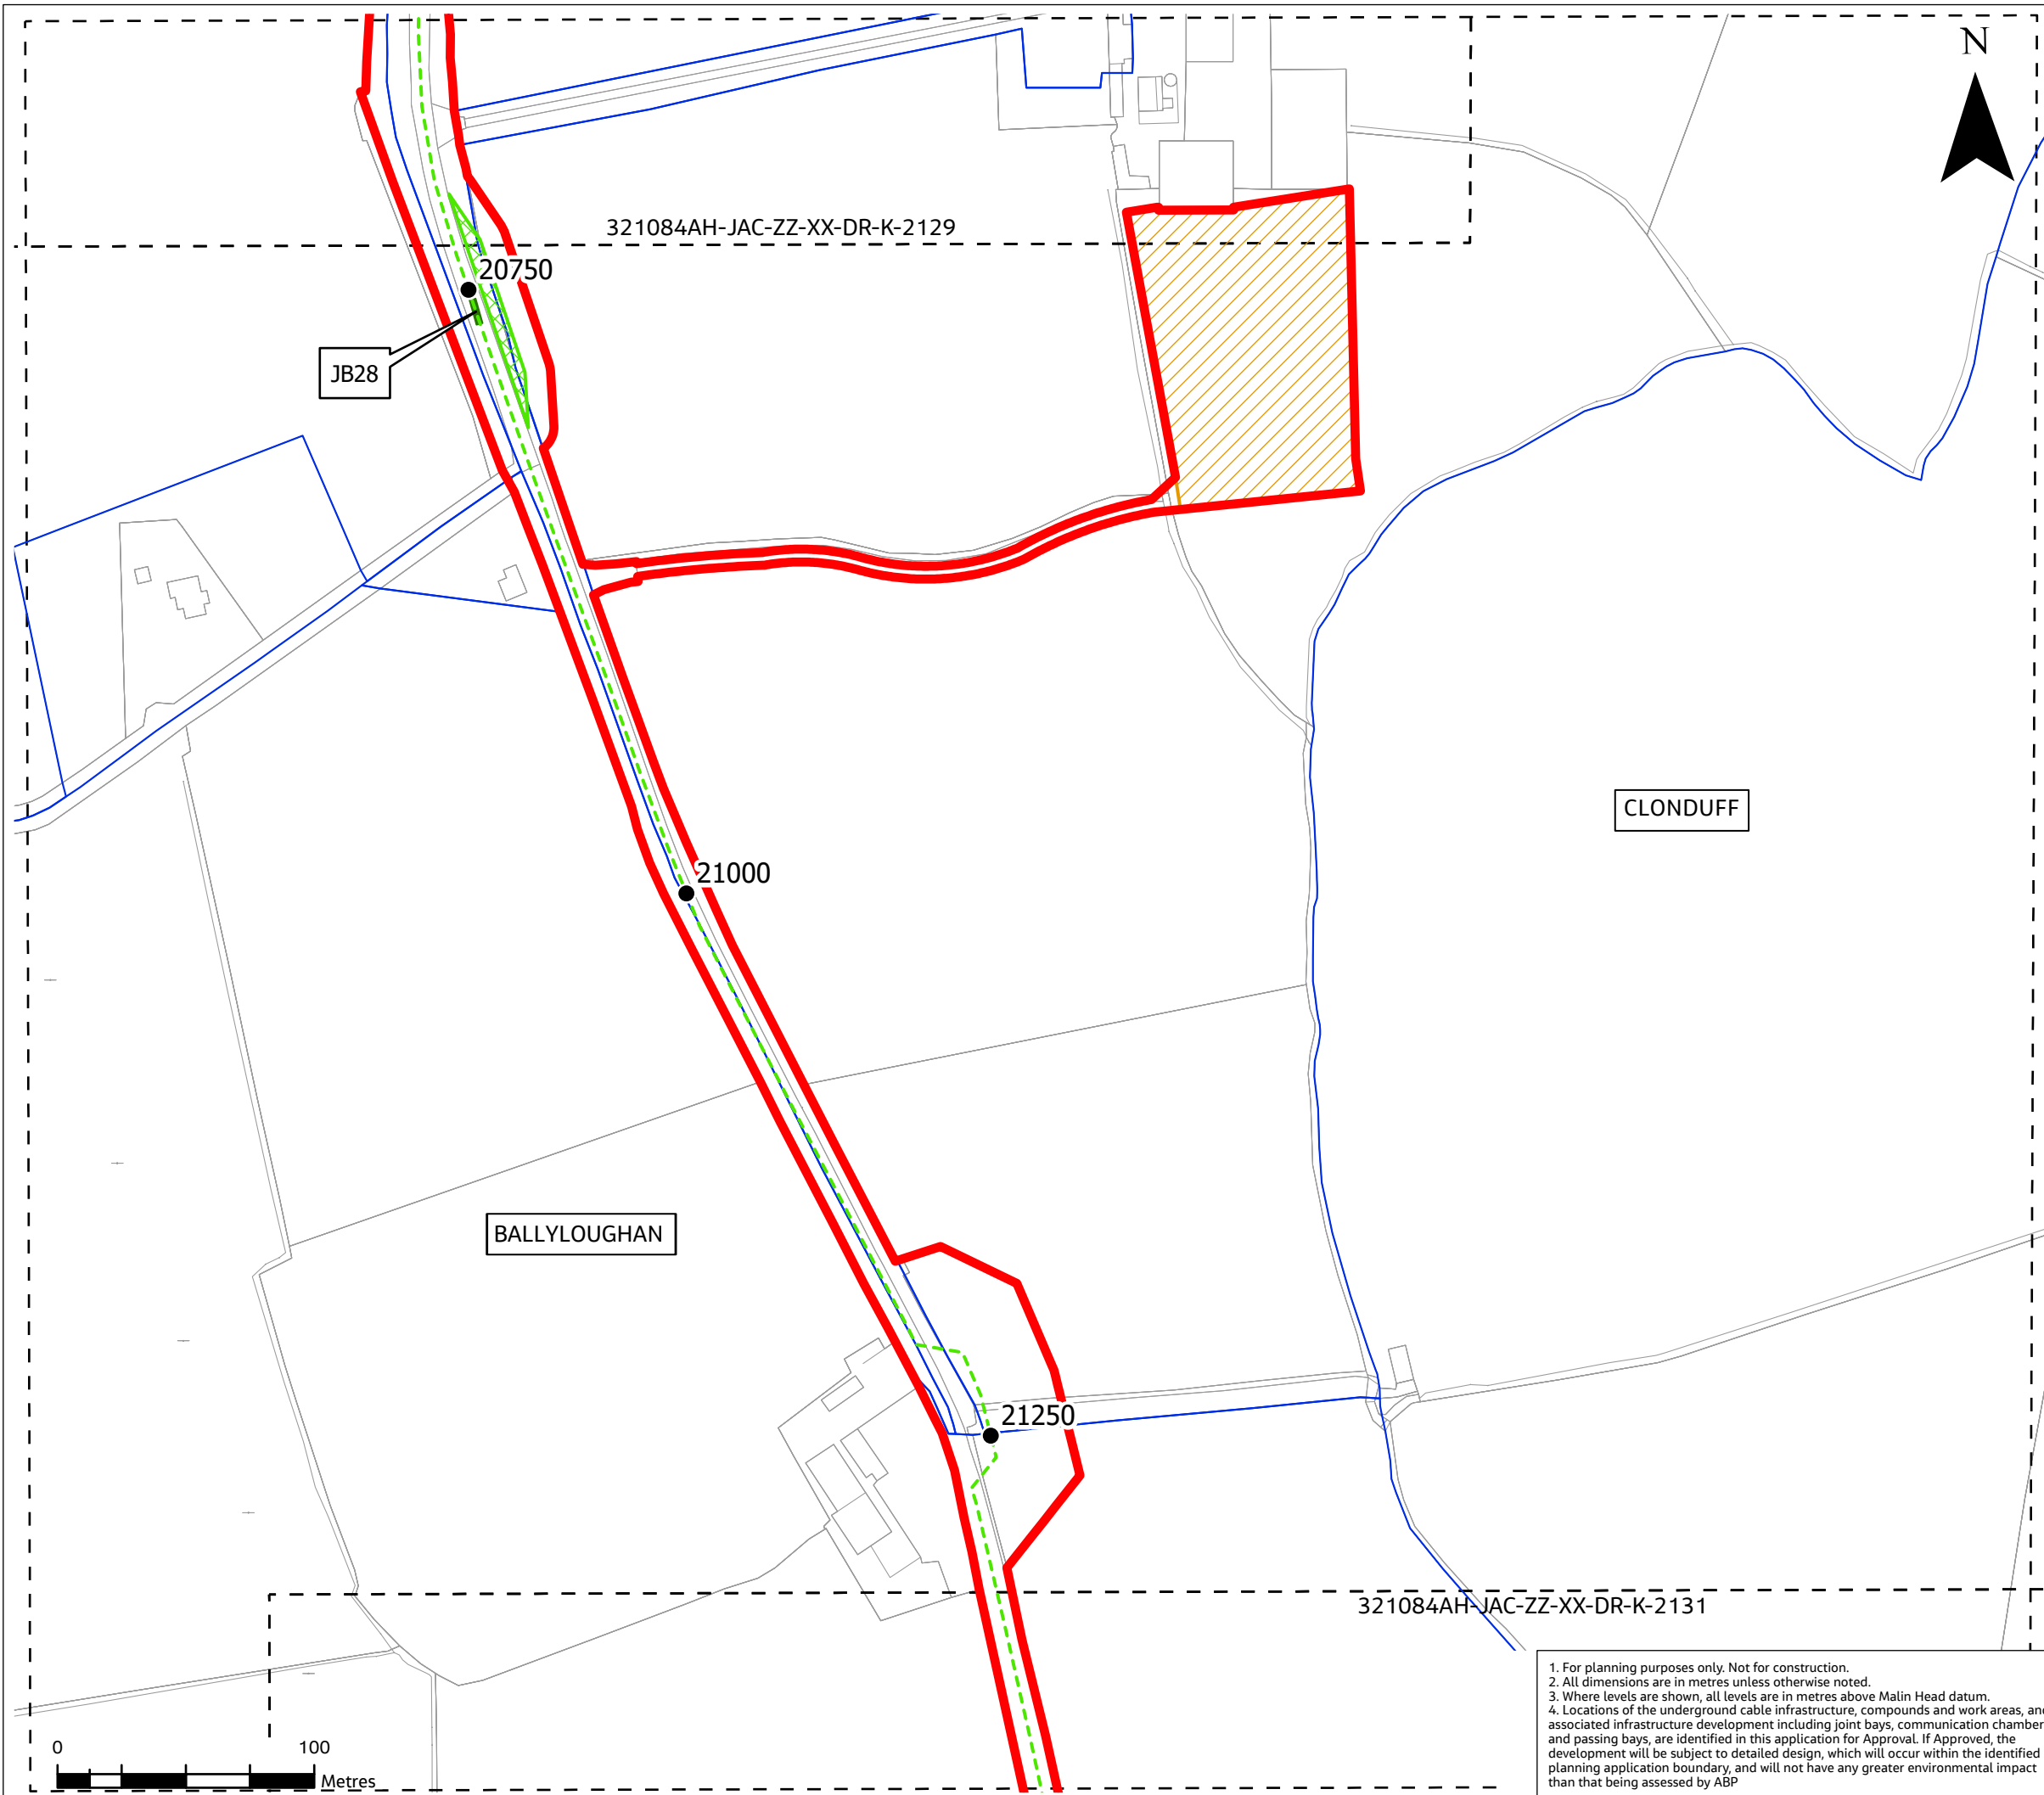 N
321084AH-JAC-ZZ-XX-DR-K-2129
20750
JB28
CLONDUFF
21000
BALLYLOUGHAN
21250
321084AH-JAC-ZZ-XX-DR-K-2131
0 100
Metres
1. For planning purposes only. Not for construction.
2. All dimensions are in metres unless otherwise noted.
3. Where levels are shown, all levels are in metres above Malin Head datum.
4. Locations of the underground cable infrastructure, compounds and work areas, and
associated infrastructure development including joint bays, communication chamber
and passing bays, are identified in this application for Approval. If Approved, the
development will be subject to detailed design, which will occur within the identified
planning application boundary, and will not have any greater environmental impact
than that being assessed by ABP